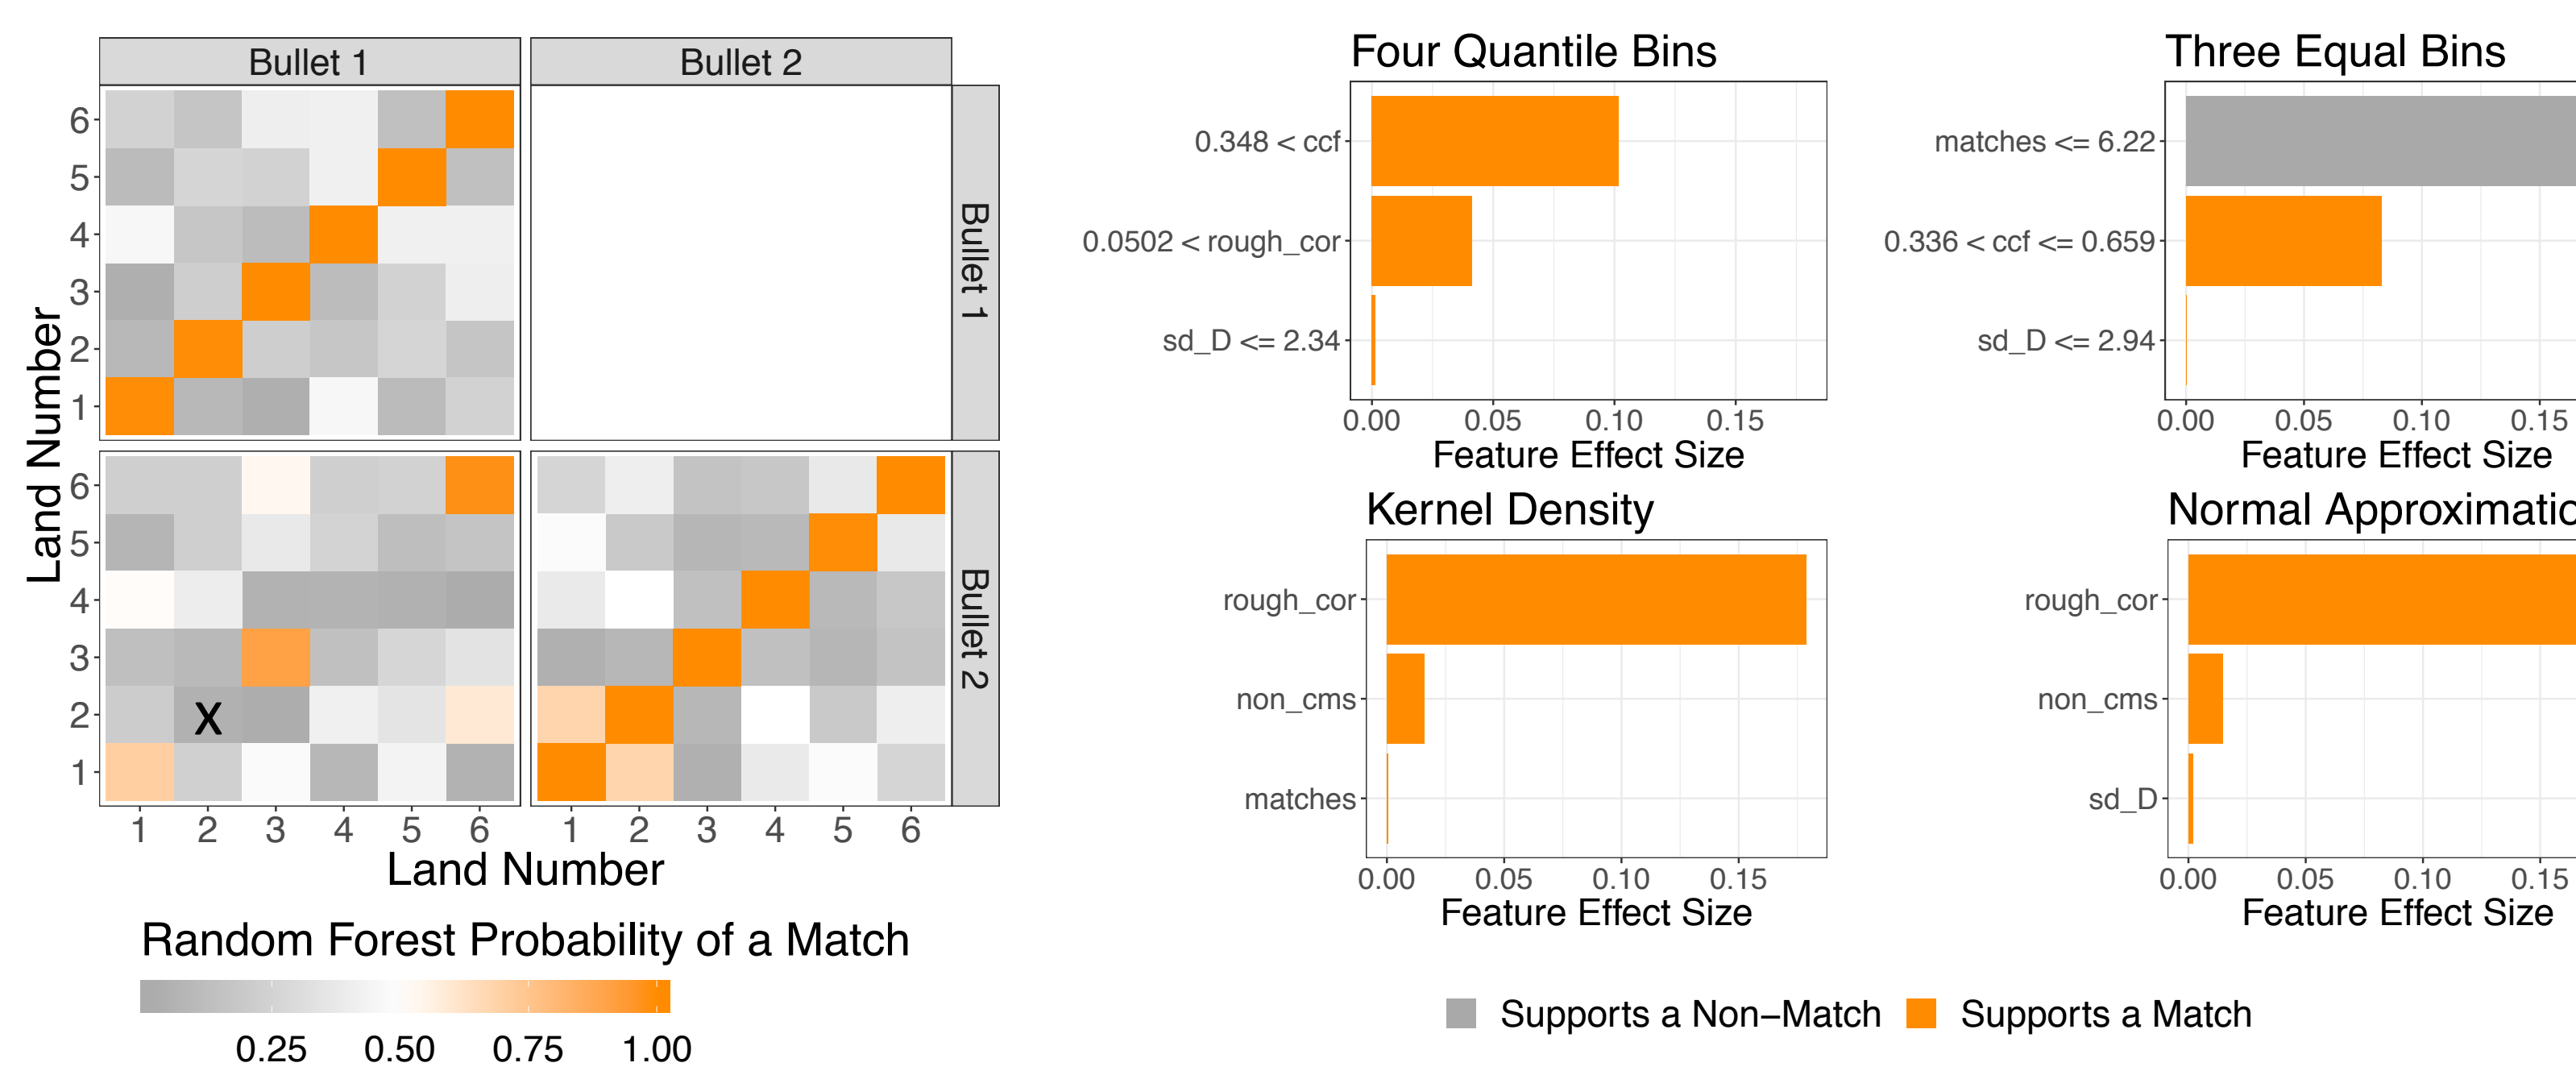 Bullet 1
Bullet 2
Bullet 1
Bullet 2
Land Number
6
5
4
3
2
1
6
5
4
3
2
1
X
1 2 3 4 5 6
1 2 3 4 5 6
Land Number
Random Forest Probability of a Match
0.25 0.50 0.75 1.00
Four Quantile Bins
0.348 < ccf
0.0502 < rough_cor
sd_D <= 2.34
0.00 0.05 0.10 0.15
Feature Effect Size
Three Equal Bins
matches <= 6.22
0.336 < ccf <= 0.659
sd_D <= 2.94
0.00 0.05 0.10 0.15
Feature Effect Size
Kernel Density
rough_cor
non_cms
matches
0.00 0.05 0.10 0.15
Feature Effect Size
Normal
rough_cor
non_cms
sd_D
0.00 0.05 0.10 0.15
Feature Effect Size
Supports a Non−Match
Supports a Match